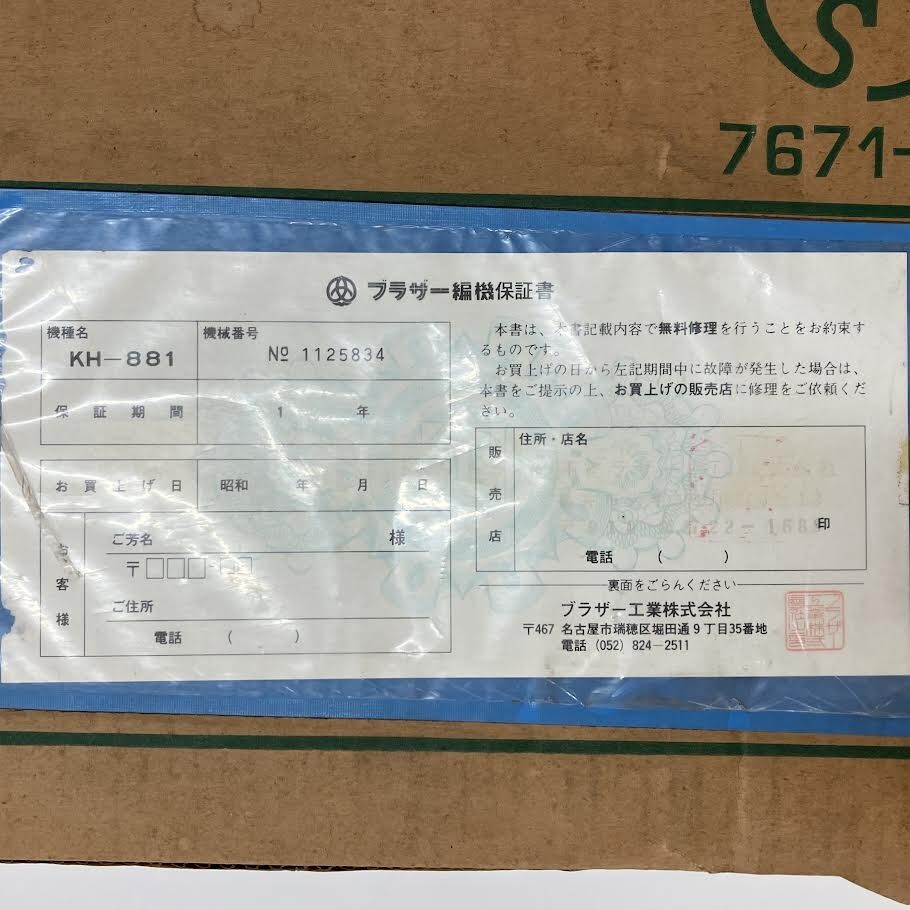 S
7671-
ブラザー編機保証書
機種名
KH-881
機械番号
№ 1125834
保証期間
1 年
お買上げ日
昭和 年 月 日
お客様
ご芳名 様
〒□□□-□□
ご住所
電話 ( )
本書は、本書記載内容で無料修理を行うことをお約束す
るものです。
お買上げの日から左記期間中に故障が発生した場合は、
本書をご提示の上、お買上げの販売店に修理をご依頼くだ
さい。
販売店
住所・店名
印
電話 ( )
裏面をごらんください
ブラザー工業株式会社
〒467 名古屋市瑞穂区堀田通9丁目35番地
電話 (052) 824-2511